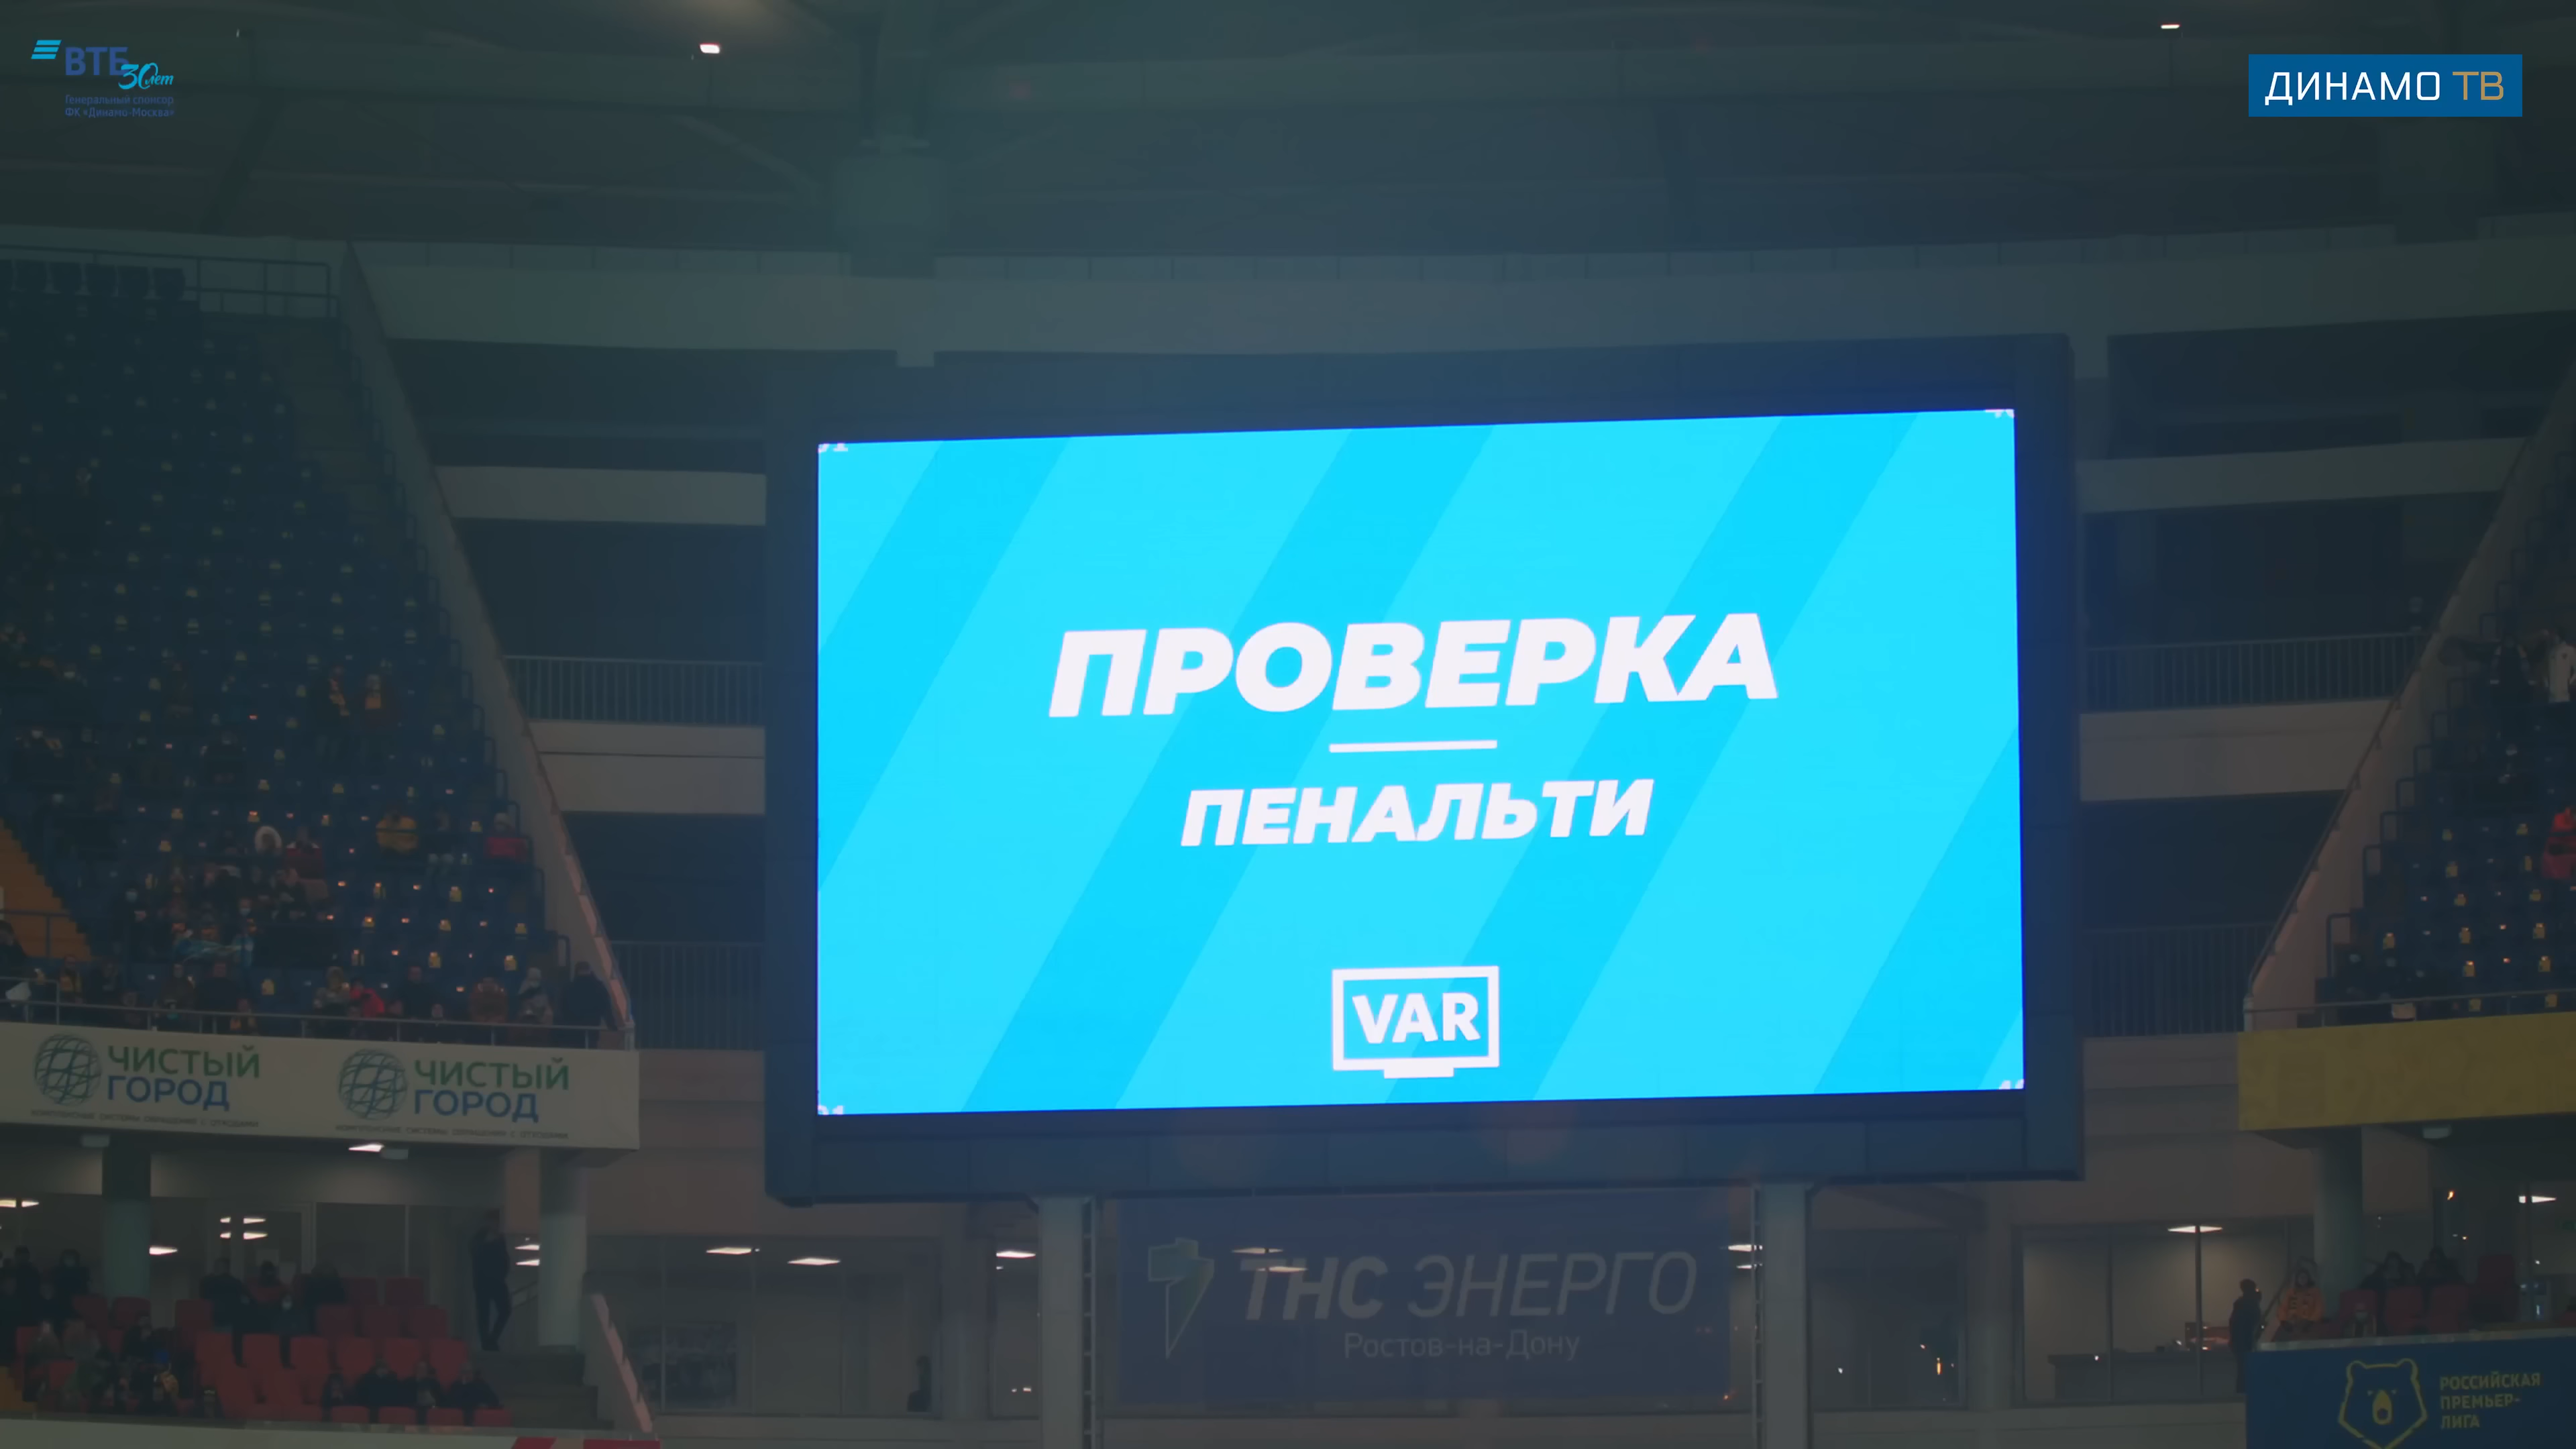 ВТБ
30 лет
Генеральный спонсор
ФК «Динамо-Москва»
ДИНАМО ТВ
ПРОВЕРКА
ПЕНАЛЬТИ
VAR
ЧИСТЫЙ
ГОРОД
ЧИСТЫЙ
ГОРОД
ТНС ЭНЕРГО
Ростов-на-Дону
РОССИЙСКАЯ
ПРЕМЬЕР-
ЛИГА